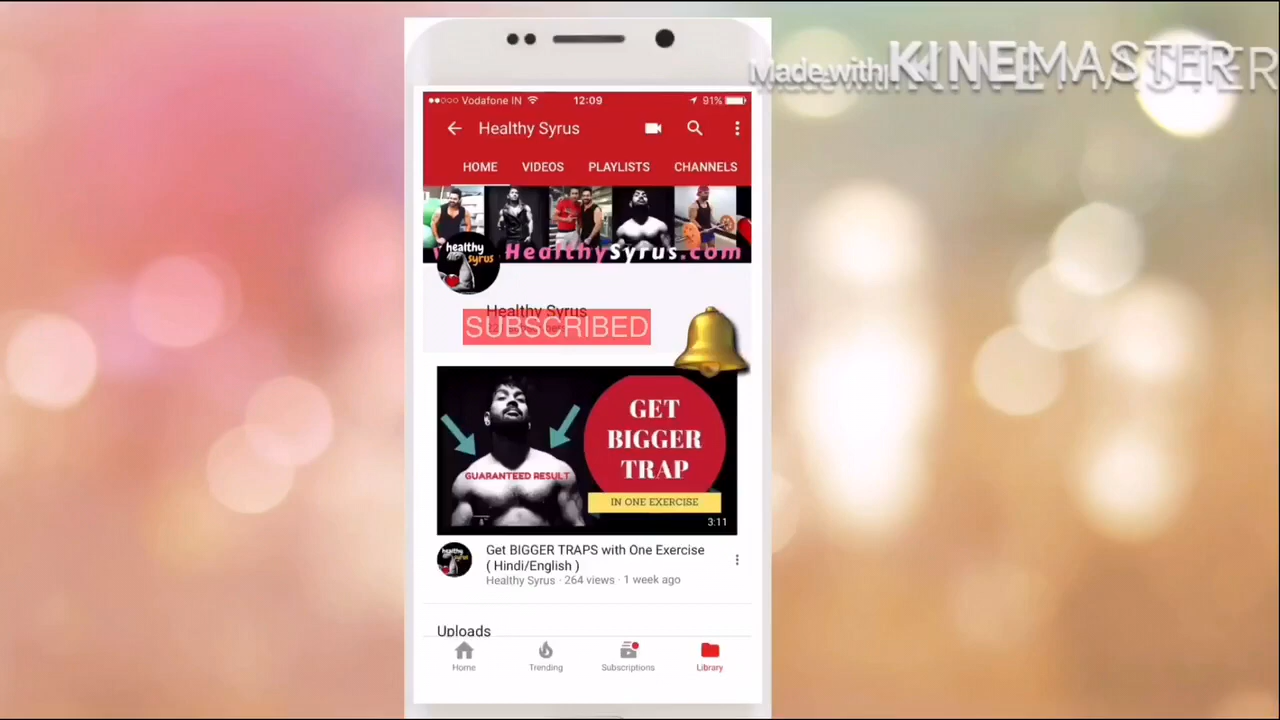 Made with KINEMASTER
Vodafone IN 12:09 91%
Healthy Syrus
HOME VIDEOS PLAYLISTS CHANNELS
HealthySyrus.com
healthy
syrus
Healthy Syrus
SUBSCRIBED
GET
BIGGER
TRAP
GUARANTEED RESULT
IN ONE EXERCISE
3:11
Get BIGGER TRAPS with One Exercise
( Hindi/English )
Healthy Syrus · 264 views · 1 week ago
Uploads
Home Trending Subscriptions Library